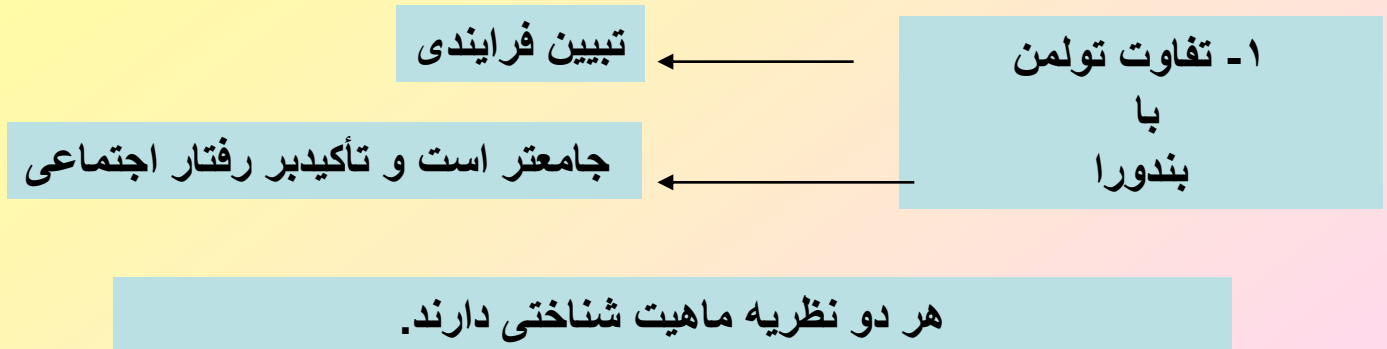 ۱- تفاوت تولمن
با
بندورا
تبیین فرایندی
جامعتر است و تأکیدبر رفتار اجتماعی
هر دو نظریه ماهیت شناختی دارند.